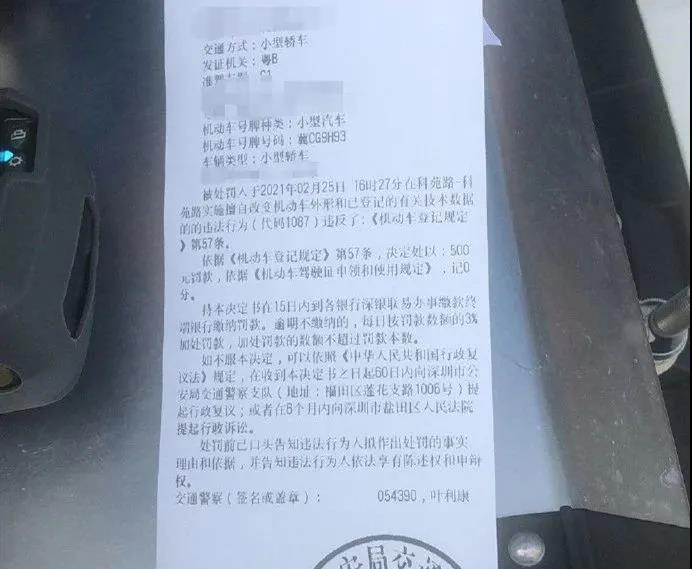 交通方式：小型轿车
发证机关：粤B
准驾车型：C1
机动车号牌种类：小型汽车
机动车号牌号码：冀CG9H93
车辆类型：小型轿车
被处罚人于2021年02月25日 16时27分在科苑路-科
苑路实施擅自改变机动车外形和已登记的有关技术数据
的的违法行为（代码1087）违反了：《机动车登记规定
》第57条。
依据《机动车登记规定》第57条，决定处以：500
元罚款，依据《机动车驾驶证申领和使用规定》，记0
分。
持本决定书在15日内到各银行深银取易办事缴款终
端银行缴纳罚款。逾期不缴纳的，每日按罚款数额的3%
加处罚款，加处罚款的数额不超过罚款本数。
如不服本决定，可以依照《中华人民共和国行政复
议法》规定，在收到本决定书之日起60日内向深圳市公
安局交通警察支队（地址：福田区莲花支路1006号）提
起行政复议；或者在6个月内向深圳市盐田区人民法院
提起行政诉讼。
处罚前已口头告知违法行为人拟作出处罚的事实
理由和依据，并告知违法行为人依法享有陈述权和申辩
权。
交通警察（签名或盖章）： 054390，叶利康
安局交